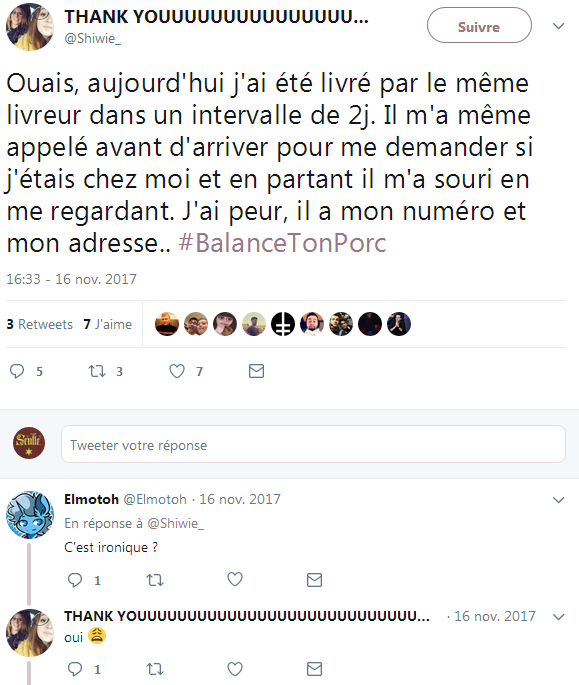 THANK YOUUUUUUUUUUUUUUU...
@Shiwie_
Suivre
Ouais, aujourd'hui j'ai été livré par le même
livreur dans un intervalle de 2j. Il m'a même
appelé avant d'arriver pour me demander si
j'étais chez moi et en partant il m'a souri en
me regardant. J'ai peur, il a mon numéro et
mon adresse.. #BalanceTonPorc
16:33 - 16 nov. 2017
3 Retweets 7 J'aime
5 3 7
Tweeter votre réponse
Elmotoh @Elmotoh · 16 nov. 2017
En réponse à @Shiwie_
C'est ironique ?
1
THANK YOUUUUUUUUUUUUUUUUUUUUUUUUUUUU... · 16 nov. 2017
oui 😩
1